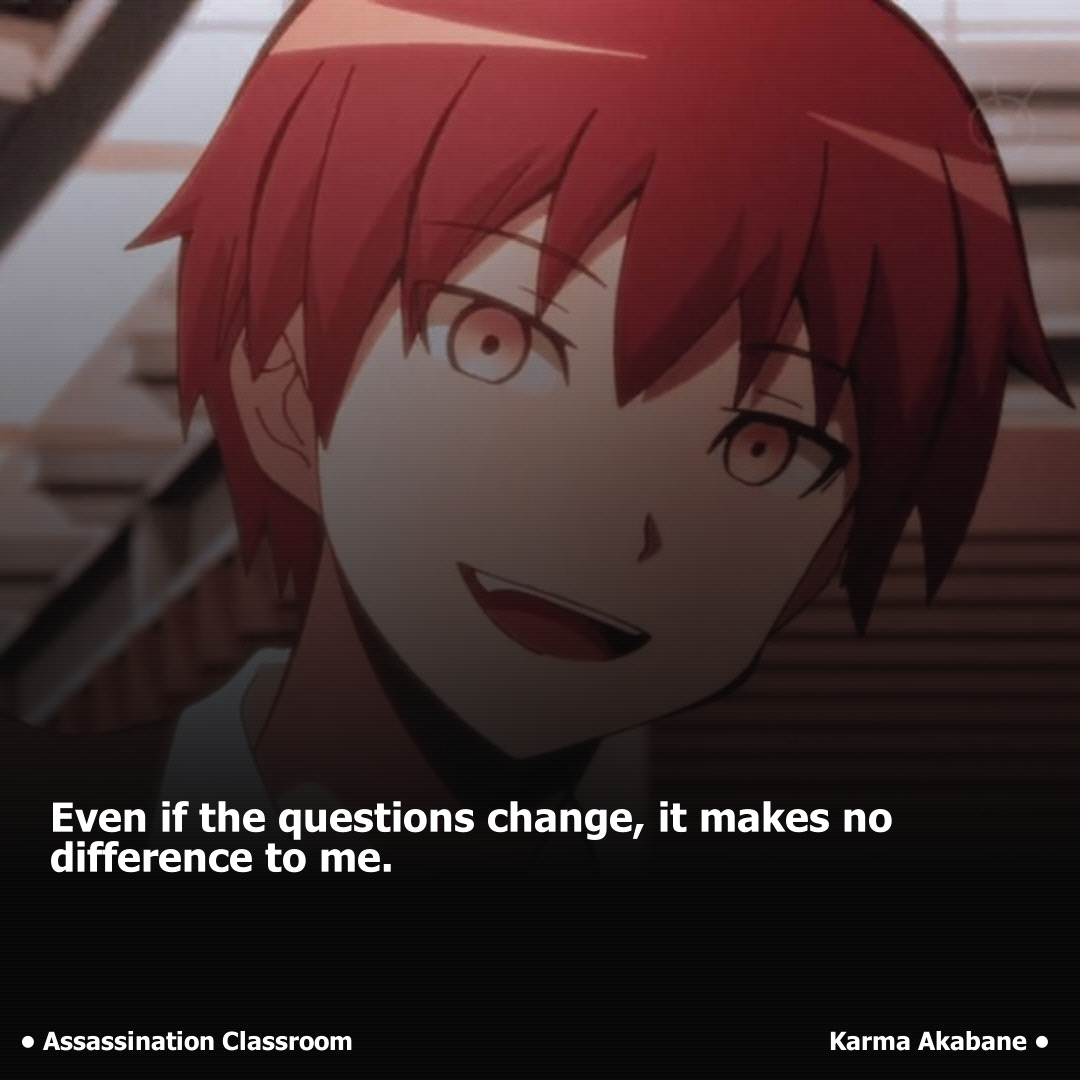 Even if the questions change, it makes no
difference to me.
• Assassination Classroom
Karma Akabane •